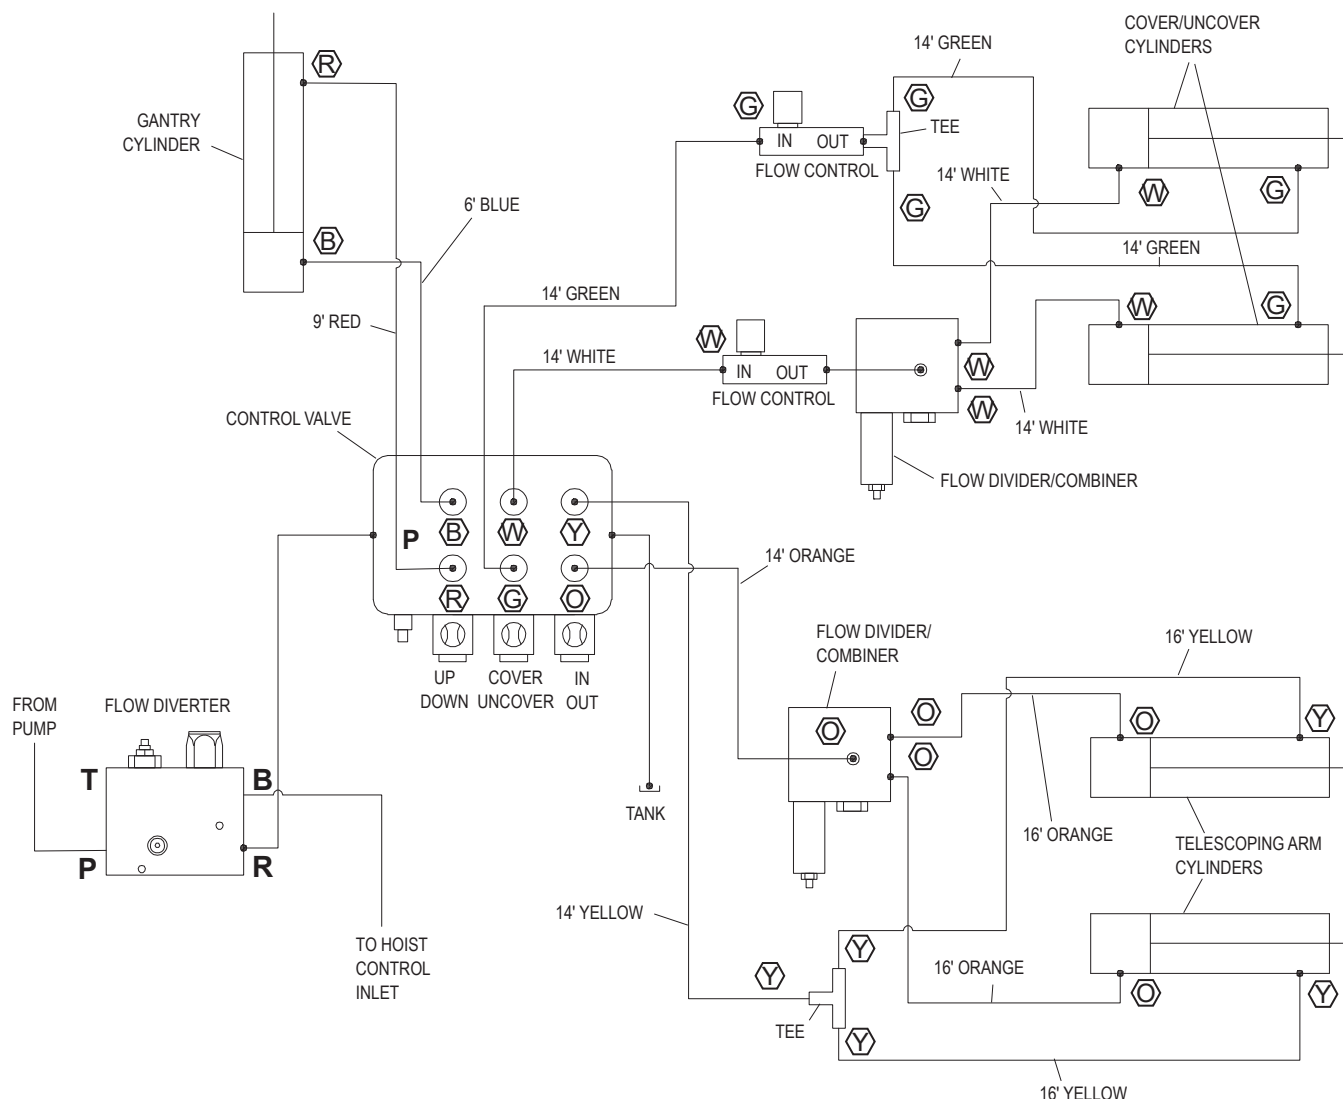 COVER/UNCOVER
CYLINDERS
14' GREEN
R
G
G
TEE
IN OUT
FLOW CONTROL
GANTRY
CYLINDER
14' WHITE
W
G
6' BLUE
G
B
14' GREEN
14' GREEN
9' RED
W
G
W
14' WHITE
IN OUT
FLOW CONTROL
W
W
14' WHITE
CONTROL VALVE
FLOW DIVIDER/COMBINER
P
B
W
Y
14' ORANGE
R
G
O
UP
DOWN
COVER
UNCOVER
IN
OUT
FLOW DIVIDER/
COMBINER
16' YELLOW
FROM
PUMP
FLOW DIVERTER
O
O
O
O
Y
T
B
TANK
16' ORANGE
P
R
TELESCOPING ARM
CYLINDERS
14' YELLOW
TO HOIST
CONTROL
INLET
Y
Y
16' ORANGE
O
Y
TEE
Y
16' YELLOW